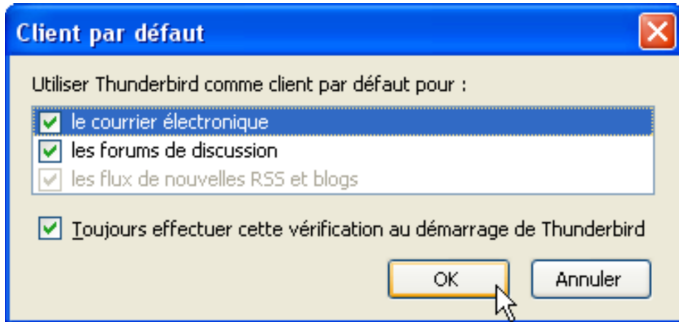 Client par défaut
Utiliser Thunderbird comme client par défaut pour :
le courrier électronique
les forums de discussion
les flux de nouvelles RSS et blogs
Toujours effectuer cette vérification au démarrage de Thunderbird
OK Annuler